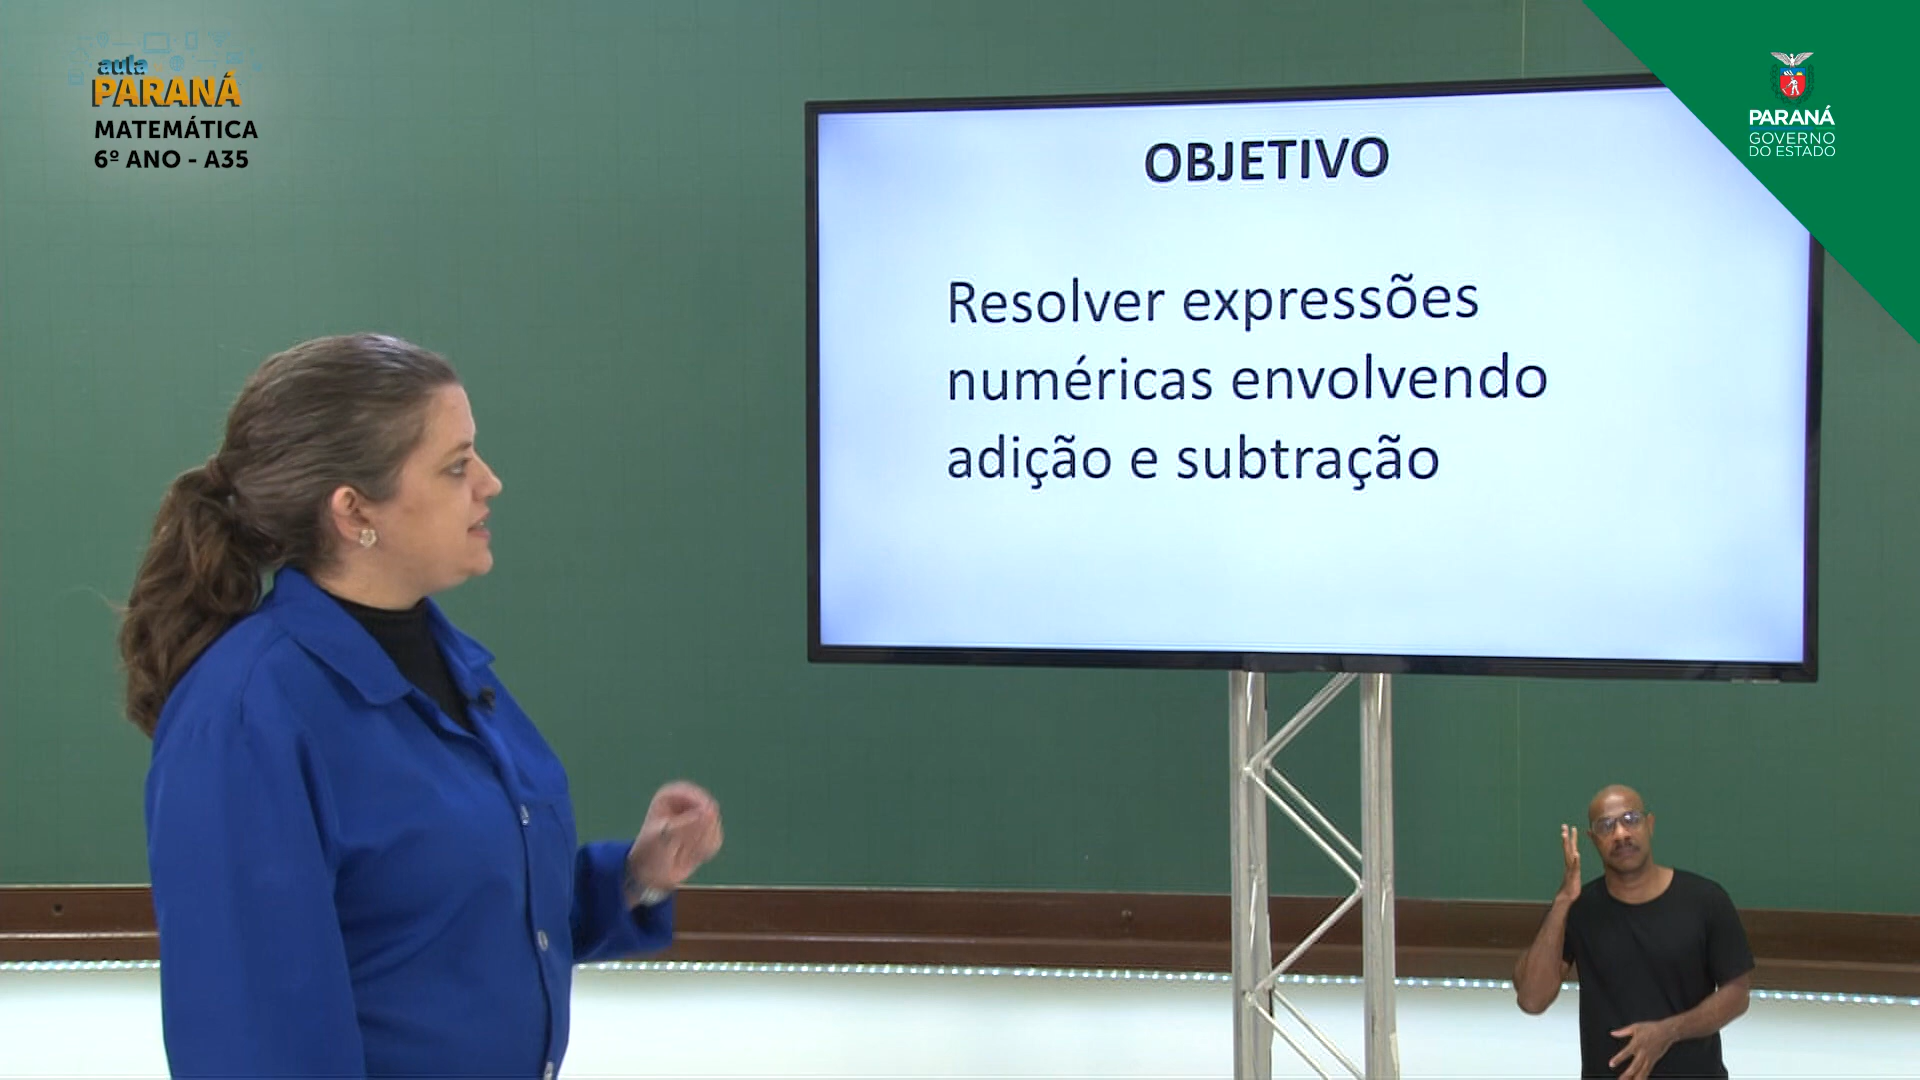 aula
PARANÁ
MATEMÁTICA
6º ANO - A35
OBJETIVO
Resolver expressões
numéricas envolvendo
adição e subtração
PARANÁ
GOVERNO
DO ESTADO